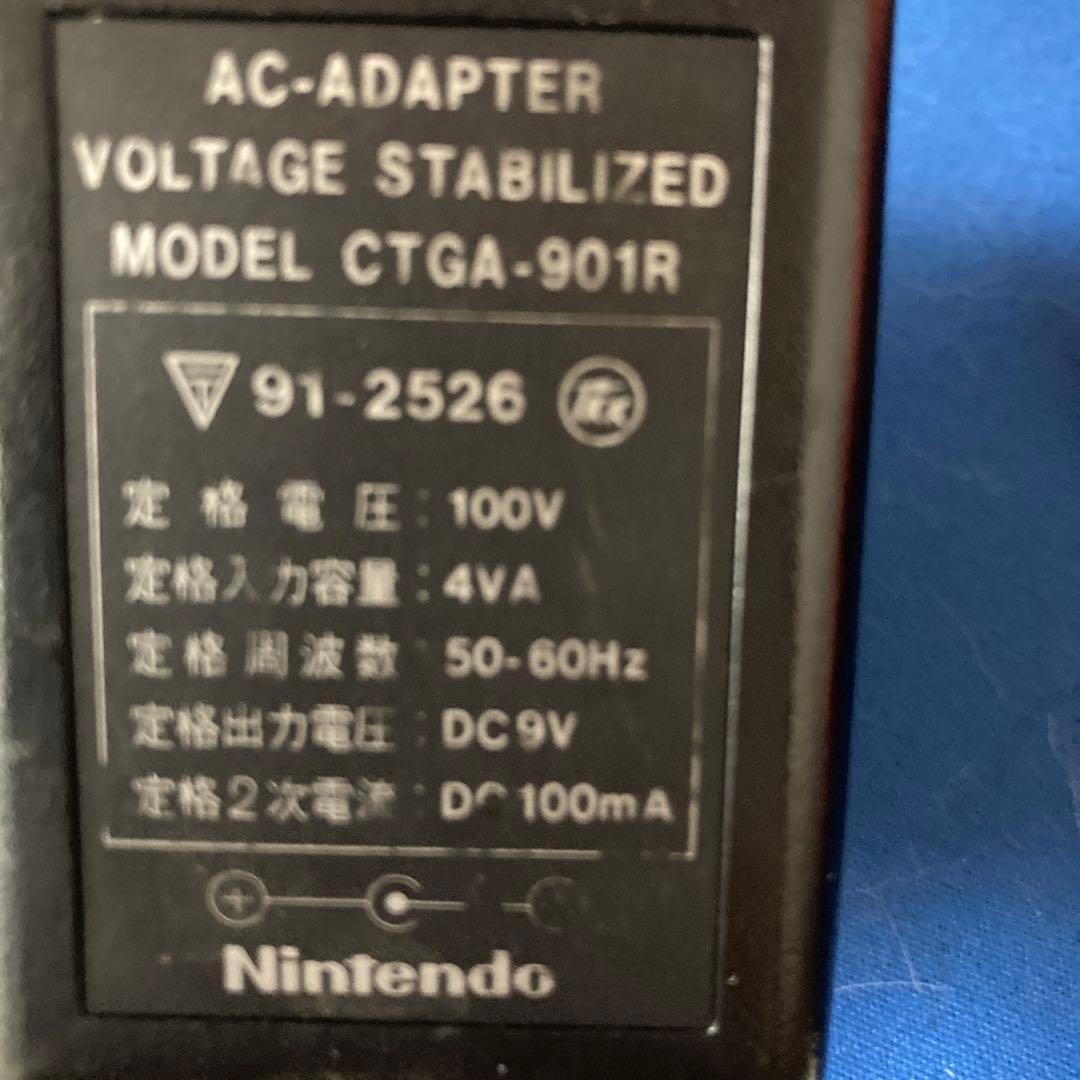 AC-ADAPTER
VOLTAGE STABILIZED
MODEL CTGA-901R
91-2526
定格電圧:100V
定格入力容量:4VA
定格周波数:50-60Hz
定格出力電圧:DC9V
定格2次電流:DC100mA
Nintendo